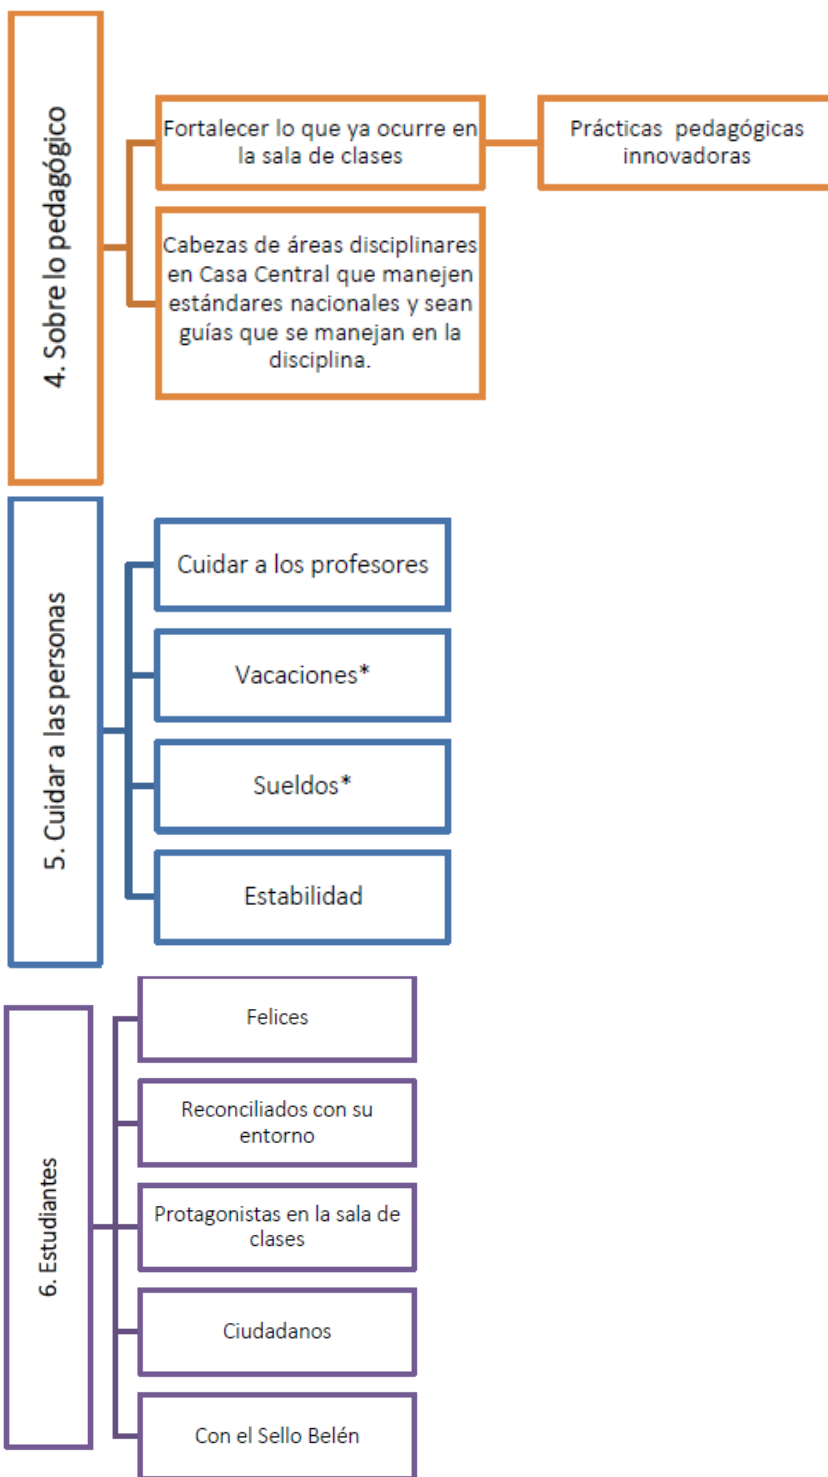 4. Sobre lo pedagógico
Fortalecer lo que ya ocurre en
la sala de clases
Prácticas pedagógicas
innovadoras
Cabezas de áreas disciplinares
en Casa Central que manejen
estándares nacionales y sean
guías que se manejan en la
disciplina.
5. Cuidar a las personas
Cuidar a los profesores
Vacaciones*
Sueldos*
Estabilidad
6. Estudiantes
Felices
Reconciliados con su
entorno
Protagonistas en la sala de
clases
Ciudadanos
Con el Sello Belén